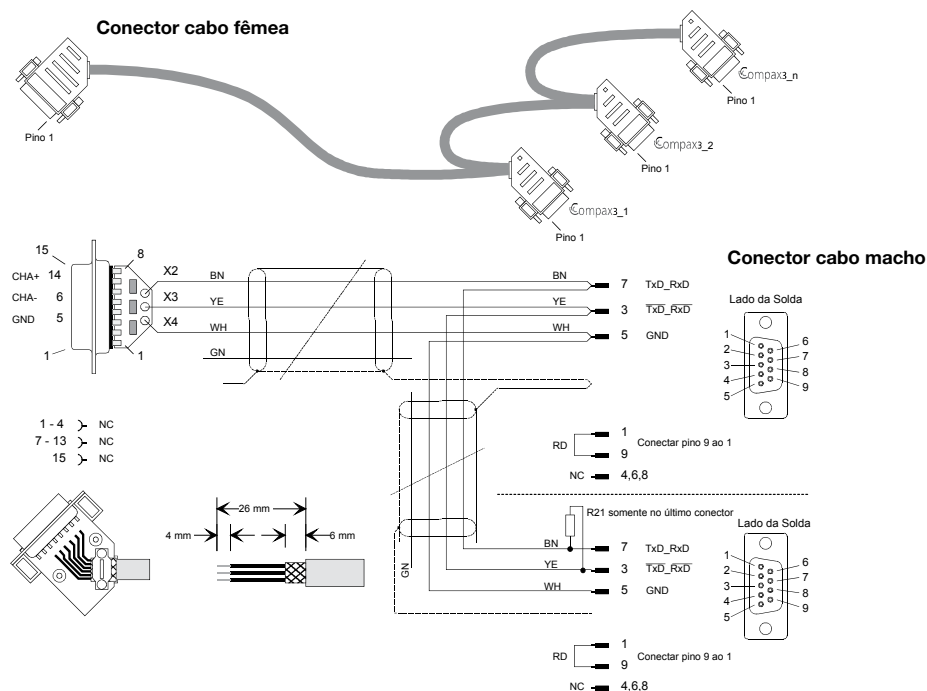 Conector cabo fêmea
Pino 1
Compax3_n
Pino 1
Compax3_2
Pino 1
Compax3_1
Pino 1
Conector cabo macho
15
8
CHA+ 14
CHA- 6
GND 5
1
1
X2
X3
X4
BN
YE
WH
GN
BN
YE
WH
7 TxD_RxD
3 TxD_RxD
5 GND
Lado da Solda
1
2
3
4
5
6
7
8
9
RD
1
9
Conectar pino 9 ao 1
NC 4,6,8
1 - 4 NC
7 - 13 NC
15 NC
26 mm
4 mm
6 mm
GN
R21 somente no último conector
BN
YE
WH
7 TxD_RxD
3 TxD_RxD
5 GND
Lado da Solda
1
2
3
4
5
6
7
8
9
RD
1
9
Conectar pino 9 ao 1
NC 4,6,8